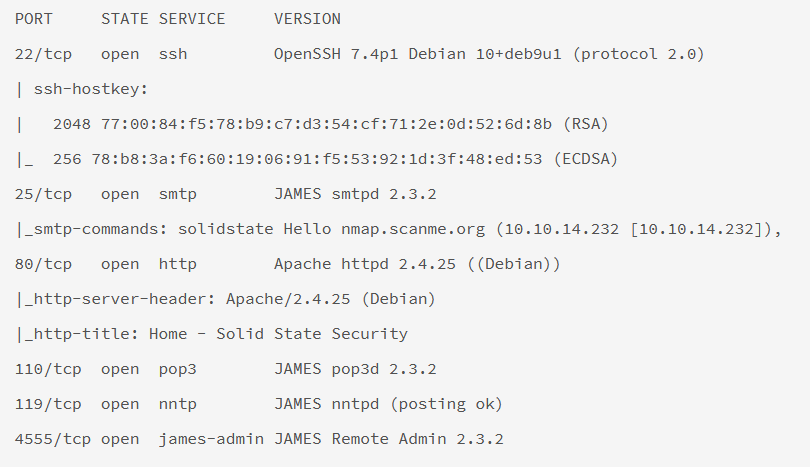 PORT     STATE SERVICE     VERSION
22/tcp   open  ssh         OpenSSH 7.4p1 Debian 10+deb9u1 (protocol 2.0)
| ssh-hostkey:
|   2048 77:00:84:f5:78:b9:c7:d3:54:cf:71:2e:0d:52:6d:8b (RSA)
|_  256 78:b8:3a:f6:60:19:06:91:f5:53:92:1d:3f:48:ed:53 (ECDSA)
25/tcp   open  smtp        JAMES smtpd 2.3.2
|_smtp-commands: solidstate Hello nmap.scanme.org (10.10.14.232 [10.10.14.232]),
80/tcp   open  http        Apache httpd 2.4.25 ((Debian))
|_http-server-header: Apache/2.4.25 (Debian)
|_http-title: Home - Solid State Security
110/tcp  open  pop3        JAMES pop3d 2.3.2
119/tcp  open  nntp        JAMES nntpd (posting ok)
4555/tcp open  james-admin JAMES Remote Admin 2.3.2